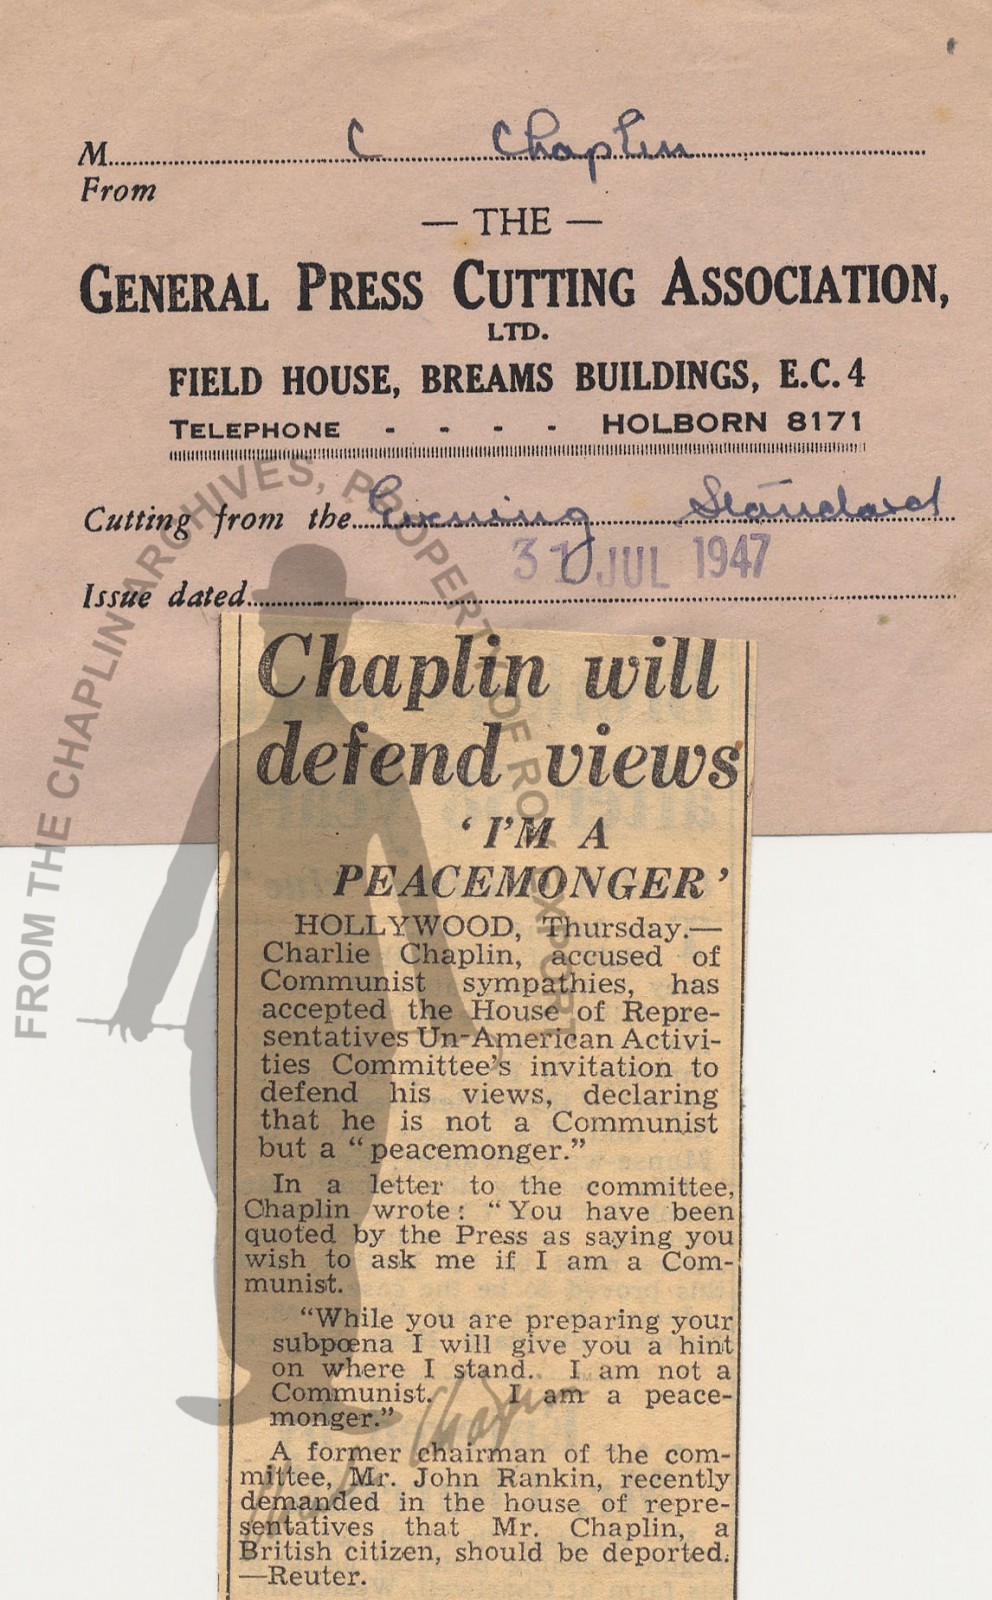 M.......... C Chaplin
From
— THE —
GENERAL PRESS CUTTING ASSOCIATION,
LTD.
FIELD HOUSE, BREAMS BUILDINGS, E.C.4
TELEPHONE - - - - HOLBORN 8171
Cutting from the Evening Standard
31 JUL 1947
Issue dated
FROM THE CHAPLIN ARCHIVES, PROPERTY OF ROY EXPORT
Chaplin will
defend views
‘I’M A
PEACEMONGER’
HOLLYWOOD, Thursday.—
Charlie Chaplin, accused of
Communist sympathies, has
accepted the House of Repre-
sentatives Un-American Activi-
ties Committee’s invitation to
defend his views, declaring
that he is not a Communist
but a “peacemonger.”
In a letter to the committee,
Chaplin wrote: “You have been
quoted by the Press as saying you
wish to ask me if I am a Com-
munist.
“While you are preparing your
subpœna I will give you a hint
on where I stand. I am not a
Communist. I am a peace-
monger.”
A former chairman of the com-
mittee, Mr. John Rankin, recently
demanded in the house of repre-
sentatives that Mr. Chaplin, a
British citizen, should be deported.
—Reuter.